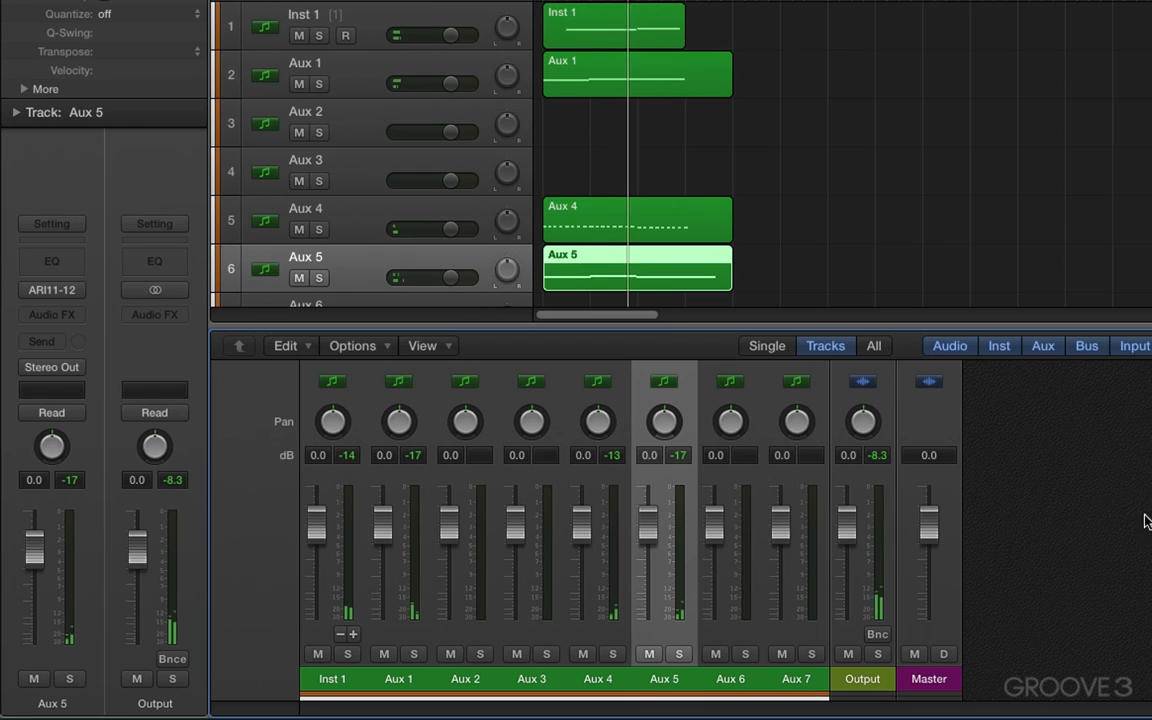 Quantize: off
Q-Swing:
Transpose:
Velocity:
More
Track: Aux 5
Setting Setting
EQ EQ
ARI11-12
Audio FX Audio FX
Send
Stereo Out
Read Read
0.0 -17 0.0 -8.3
Bnce
M S M S
Aux 5 Output
1 Inst 1 [1]
M S R
L R
2 Aux 1
M S
L R
3 Aux 2
M S
L R
4 Aux 3
M S
L R
5 Aux 4
M S
L R
6 Aux 5
M S
L R
Aux 6
Inst 1
Aux 1
Aux 4
Aux 5
Edit Options View Single Tracks All Audio Inst Aux Bus Input
Pan
dB 0.0 -14 0.0 -17 0.0 0.0 0.0 -13 0.0 -17 0.0 0.0 0.0 -8.3 0.0
Bnc
M S M S M S M S M S M S M S M S M S M D
Inst 1 Aux 1 Aux 2 Aux 3 Aux 4 Aux 5 Aux 6 Aux 7 Output Master
GROOVE3